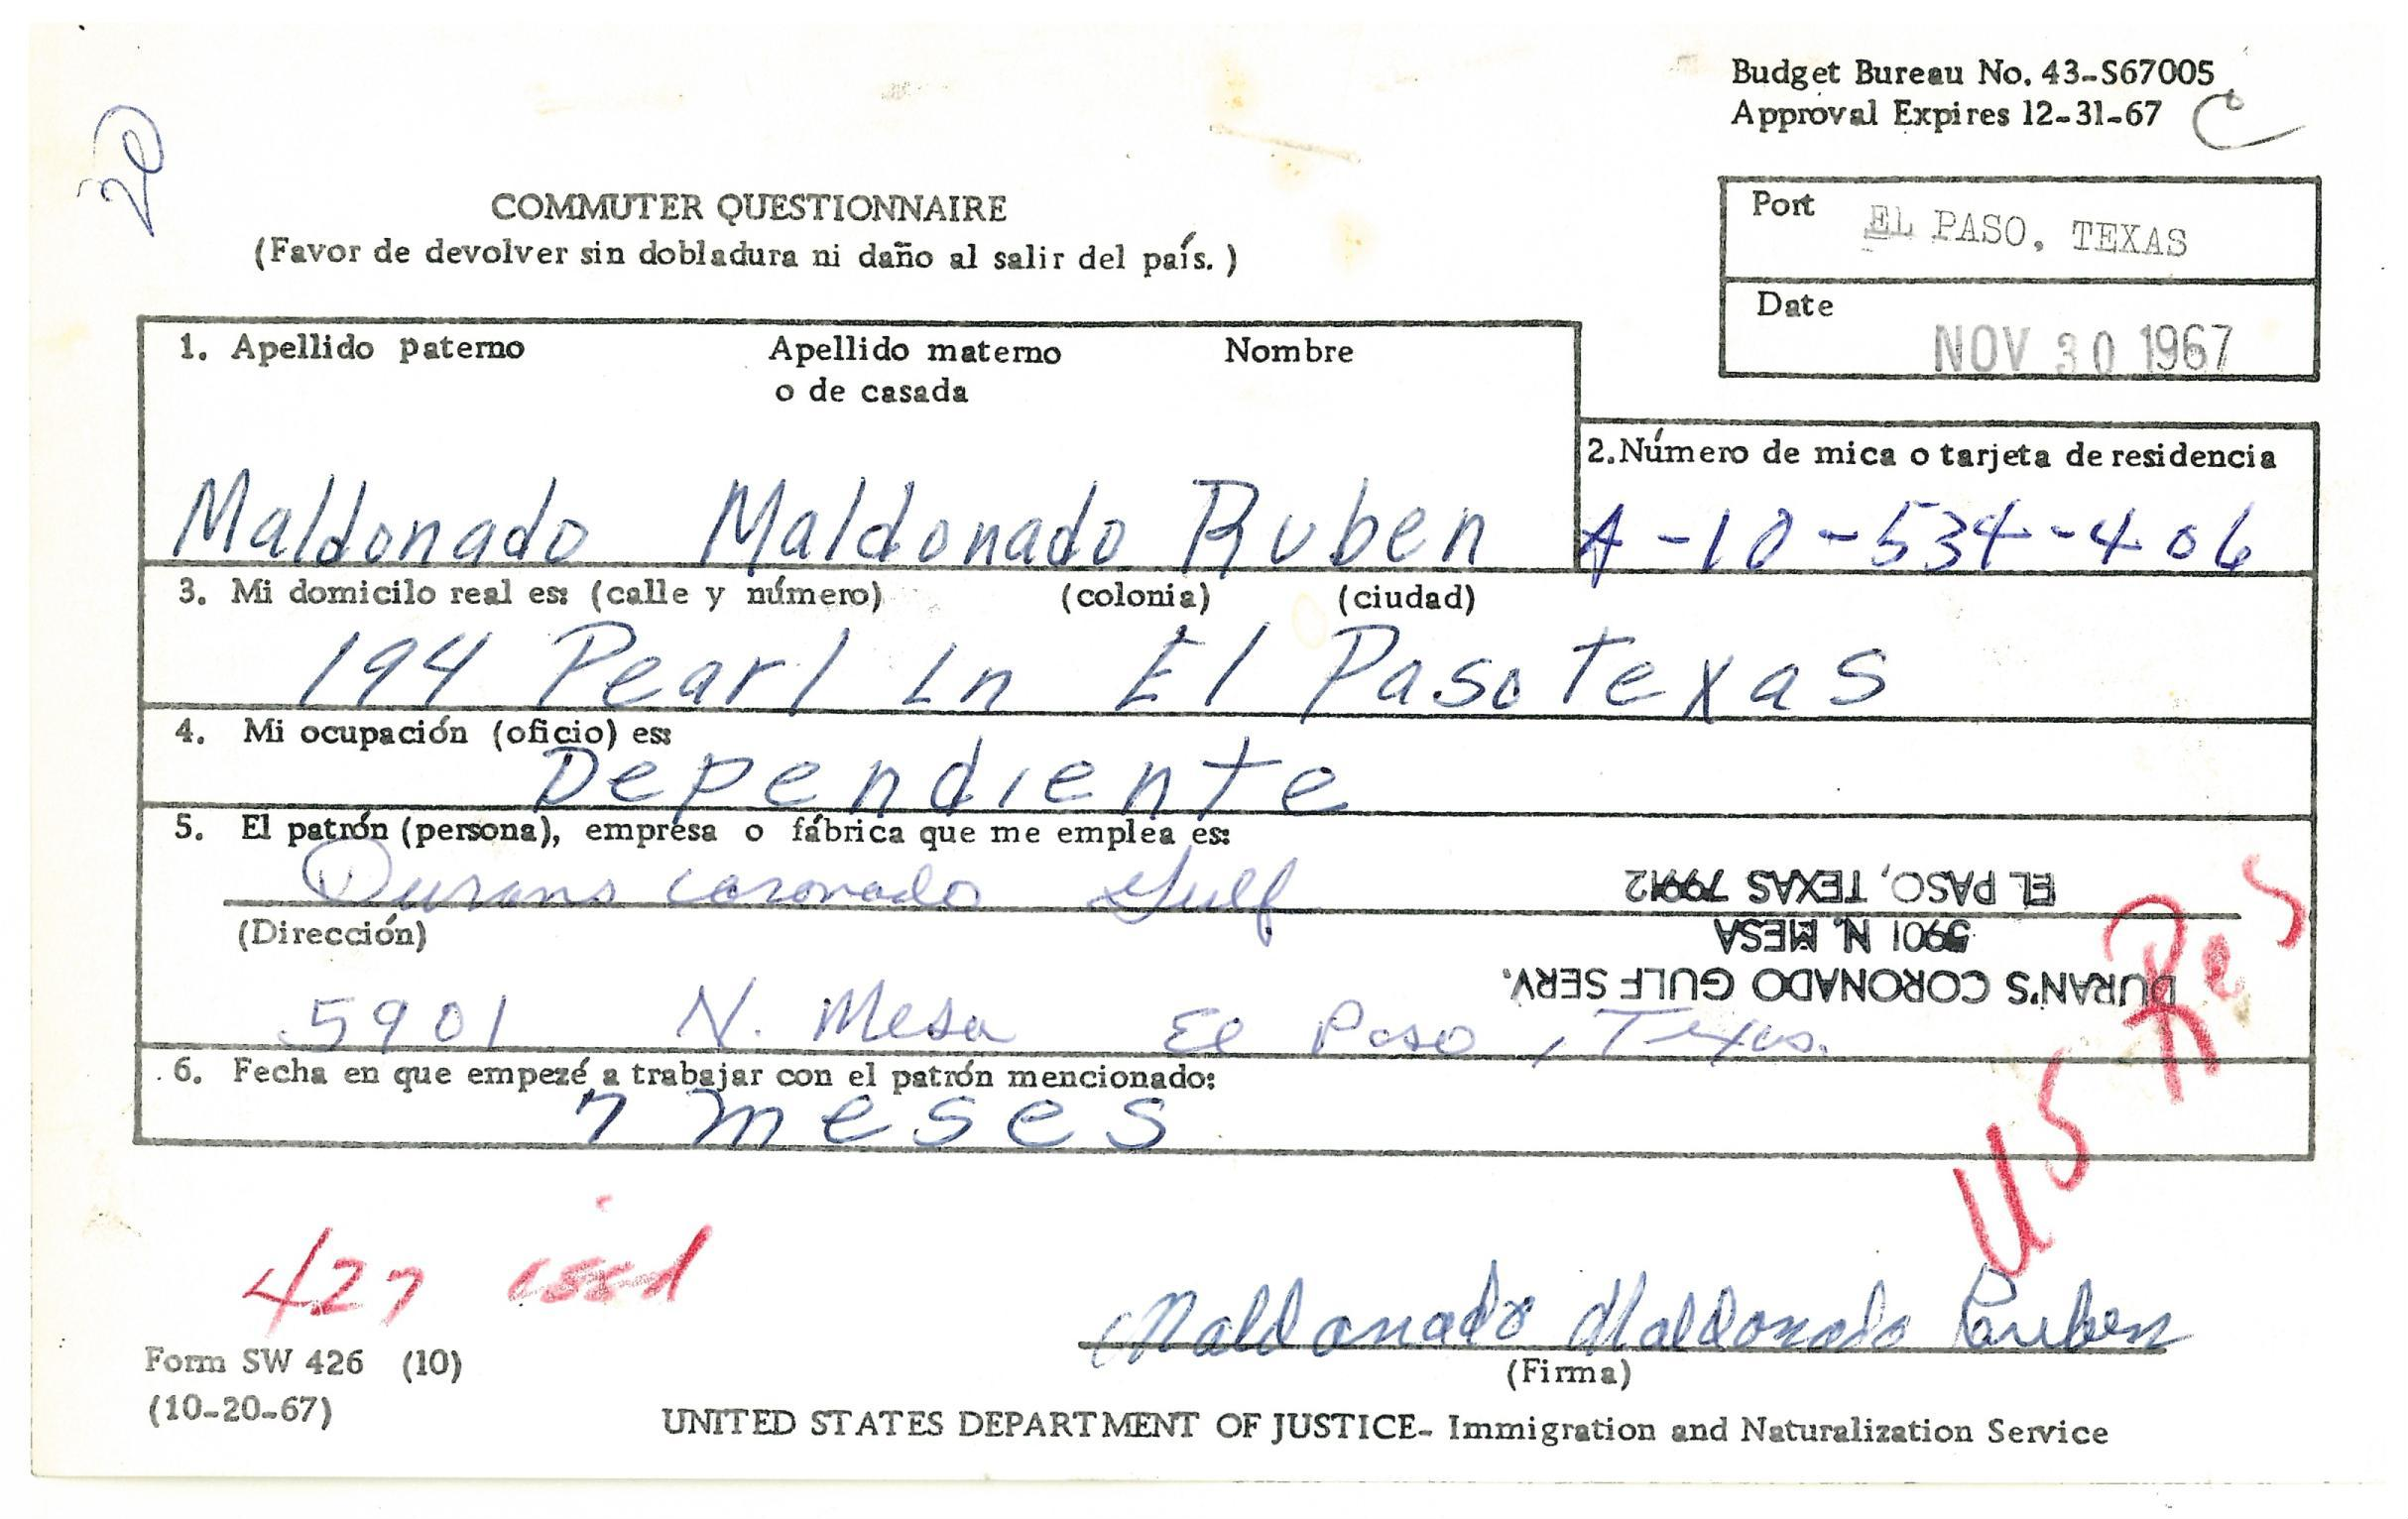 Budget Bureau No. 43-S67005
Approval Expires 12-31-67
C
20
COMMUTER QUESTIONNAIRE
(Favor de devolver sin dobladura ni daño al salir del país.)
Port EL PASO, TEXAS
Date
NOV 30 1967
1. Apellido paterno Apellido materno Nombre
o de casada
Maldonado Maldonado Ruben
2. Número de mica o tarjeta de residencia
A-10-534-406
3. Mi domicilo real es: (calle y número) (colonia) (ciudad)
194 Pearl Ln El Paso Texas
4. Mi ocupación (oficio) es:
Dependiente
5. El patrón (persona), empresa o fábrica que me emplea es:
Durans Coronado Gulf
(Dirección)
5901 N. Mesa El Paso, Texas.
DURAN'S CORONADO GULF SERV.
5901 N. MESA
EL PASO, TEXAS 79912
US Res
6. Fecha en que empezé a trabajar con el patrón mencionado:
7 meses
427 issd
Maldonado Maldonado Ruben
(Firma)
Form SW 426 (10)
(10-20-67)
UNITED STATES DEPARTMENT OF JUSTICE- Immigration and Naturalization Service